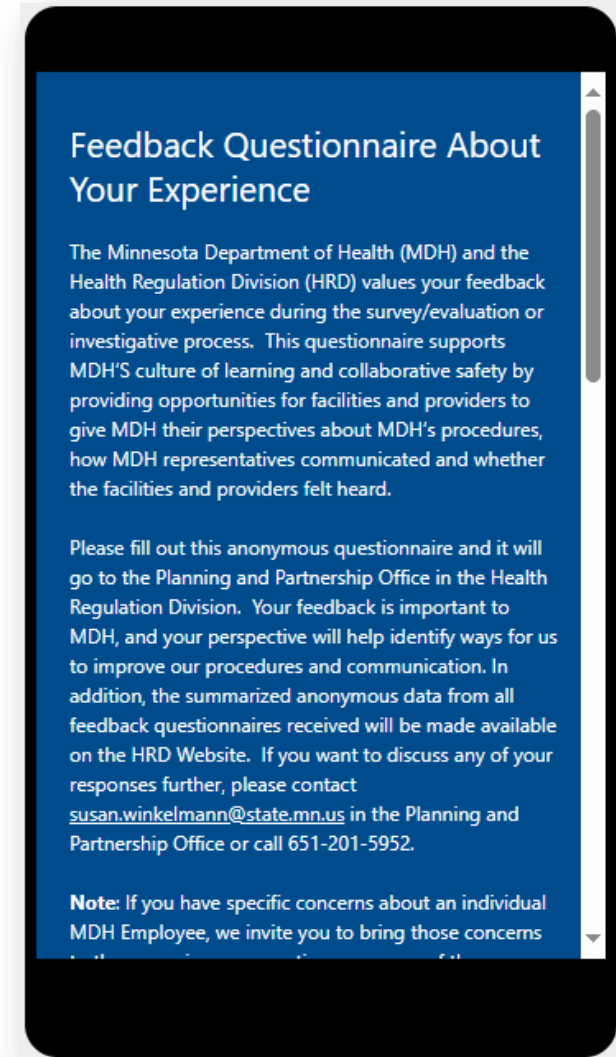 Feedback Questionnaire About
Your Experience
The Minnesota Department of Health (MDH) and the
Health Regulation Division (HRD) values your feedback
about your experience during the survey/evaluation or
investigative process.  This questionnaire supports
MDH'S culture of learning and collaborative safety by
providing opportunities for facilities and providers to
give MDH their perspectives about MDH's procedures,
how MDH representatives communicated and whether
the facilities and providers felt heard.
Please fill out this anonymous questionnaire and it will
go to the Planning and Partnership Office in the Health
Regulation Division.  Your feedback is important to
MDH, and your perspective will help identify ways for us
to improve our procedures and communication. In
addition, the summarized anonymous data from all
feedback questionnaires received will be made available
on the HRD Website.  If you want to discuss any of your
responses further, please contact
susan.winkelmann@state.mn.us in the Planning and
Partnership Office or call 651-201-5952.
Note: If you have specific concerns about an individual
MDH Employee, we invite you to bring those concerns